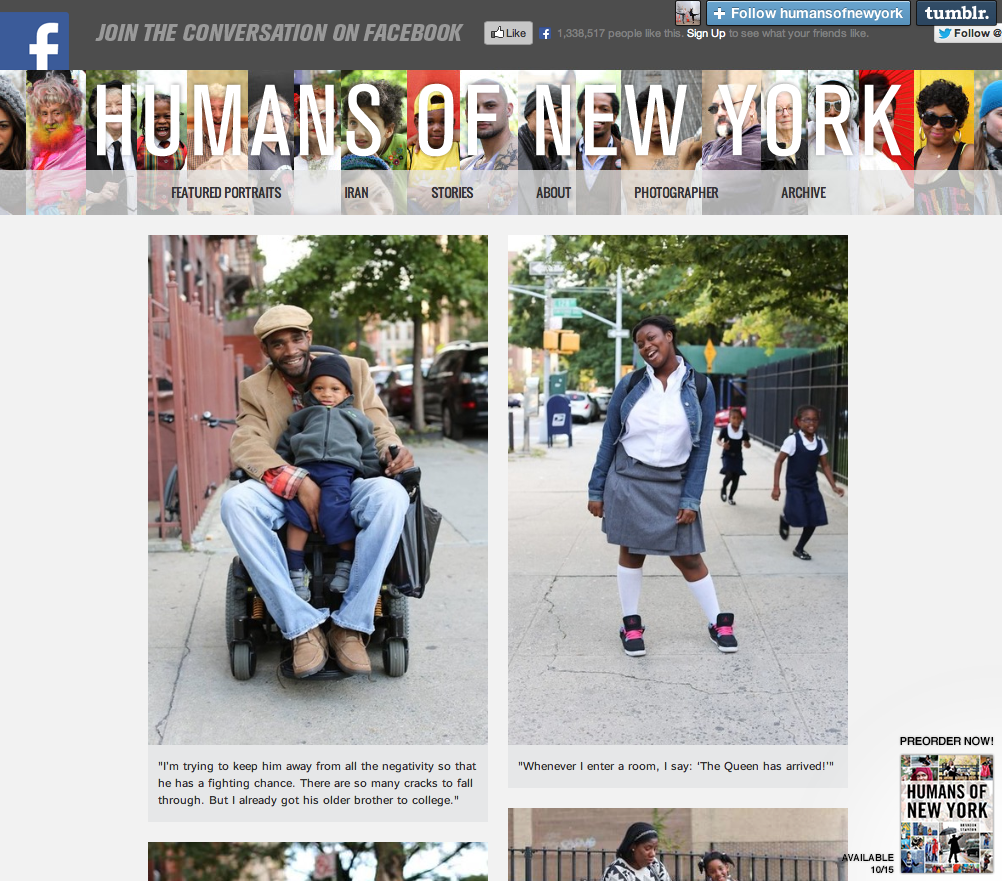 Follow humansofnewyork
tumblr.
JOIN THE CONVERSATION ON FACEBOOK
Like
1,338,517 people like this. Sign Up to see what your friends like.
Follow @
f
HUMANS OF NEW YORK
FEATURED PORTRAITS
IRAN
STORIES
ABOUT
PHOTOGRAPHER
ARCHIVE
"I'm trying to keep him away from all the negativity so that
he has a fighting chance. There are so many cracks to fall
through. But I already got his older brother to college."
"Whenever I enter a room, I say: 'The Queen has arrived!'"
PREORDER NOW!
HUMANS OF
NEW YORK
AVAILABLE
10/15